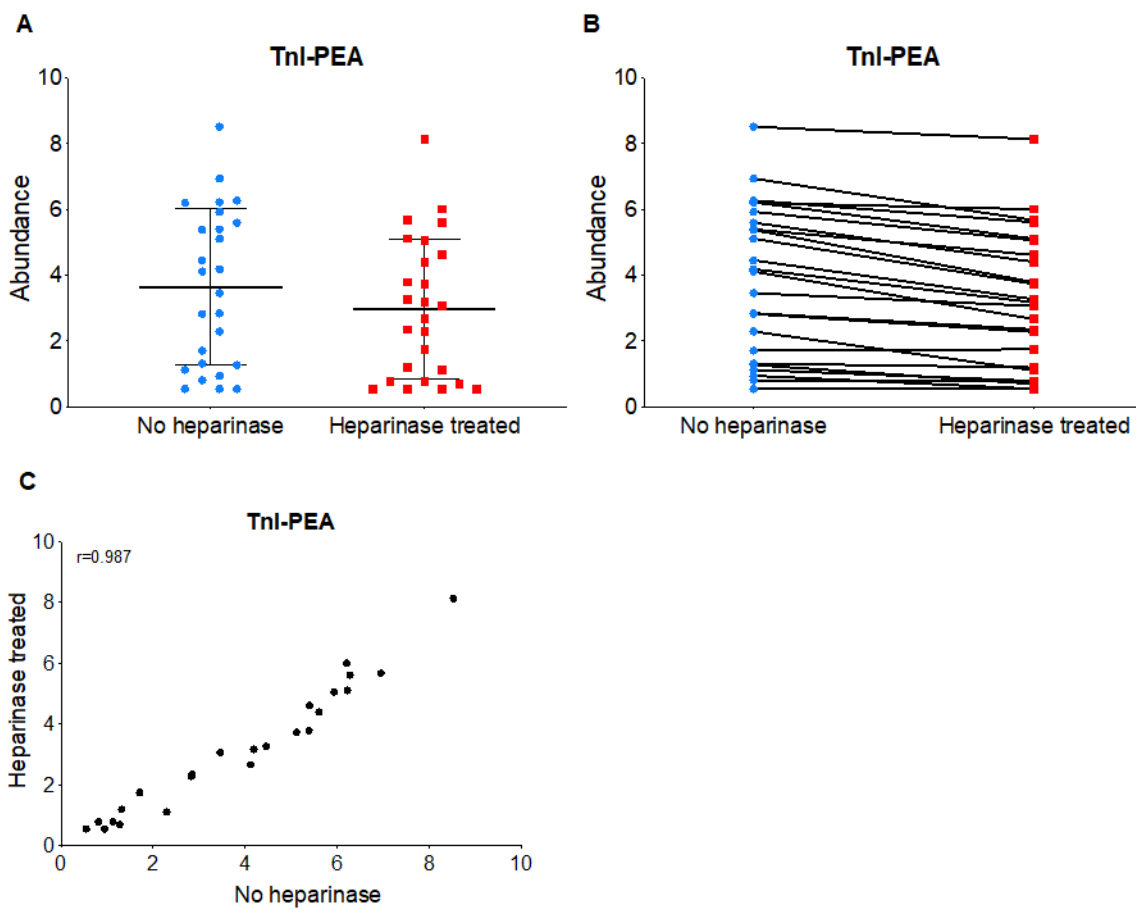 A
TnI-PEA
Abundance
10
8
6
4
2
0
No heparinase
Heparinase treated
B
TnI-PEA
Abundance
10
8
6
4
2
0
No heparinase
Heparinase treated
C
TnI-PEA
r=0.987
Heparinase treated
10
8
6
4
2
0
0 2 4 6 8 10
No heparinase